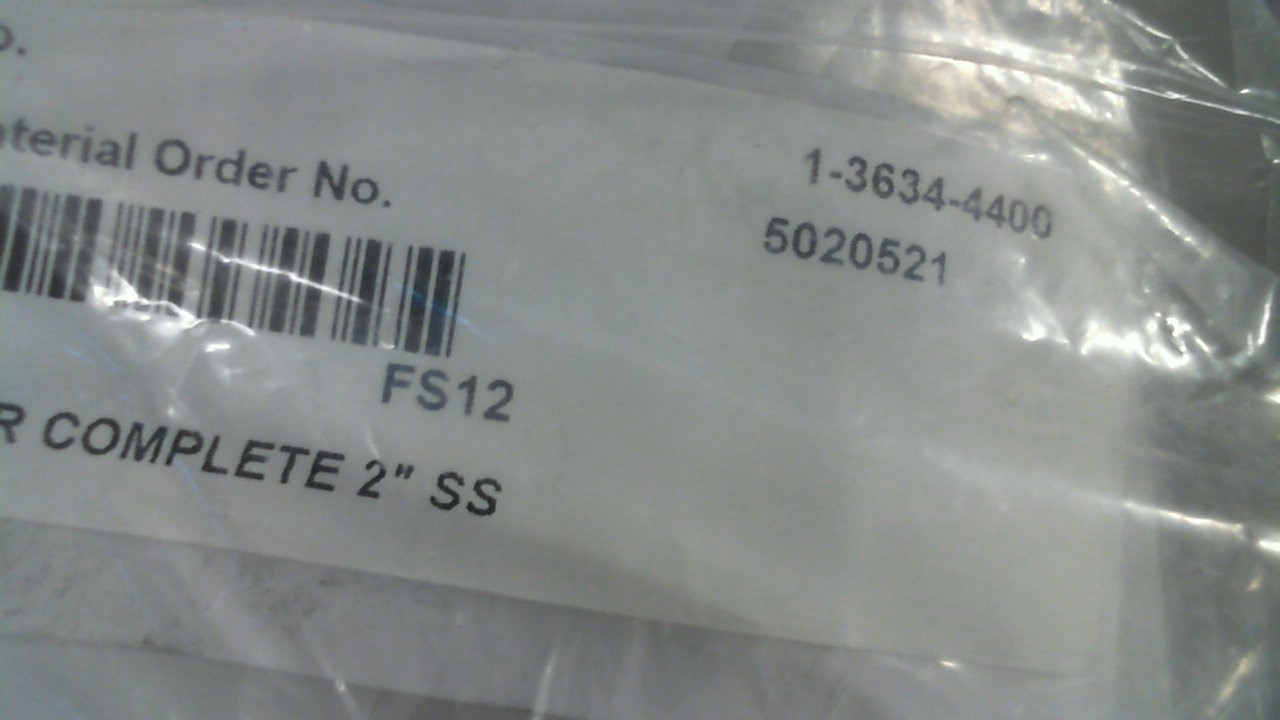 o.
aterial Order No.
1-3634-4400
5020521
FS12
R COMPLETE 2" SS